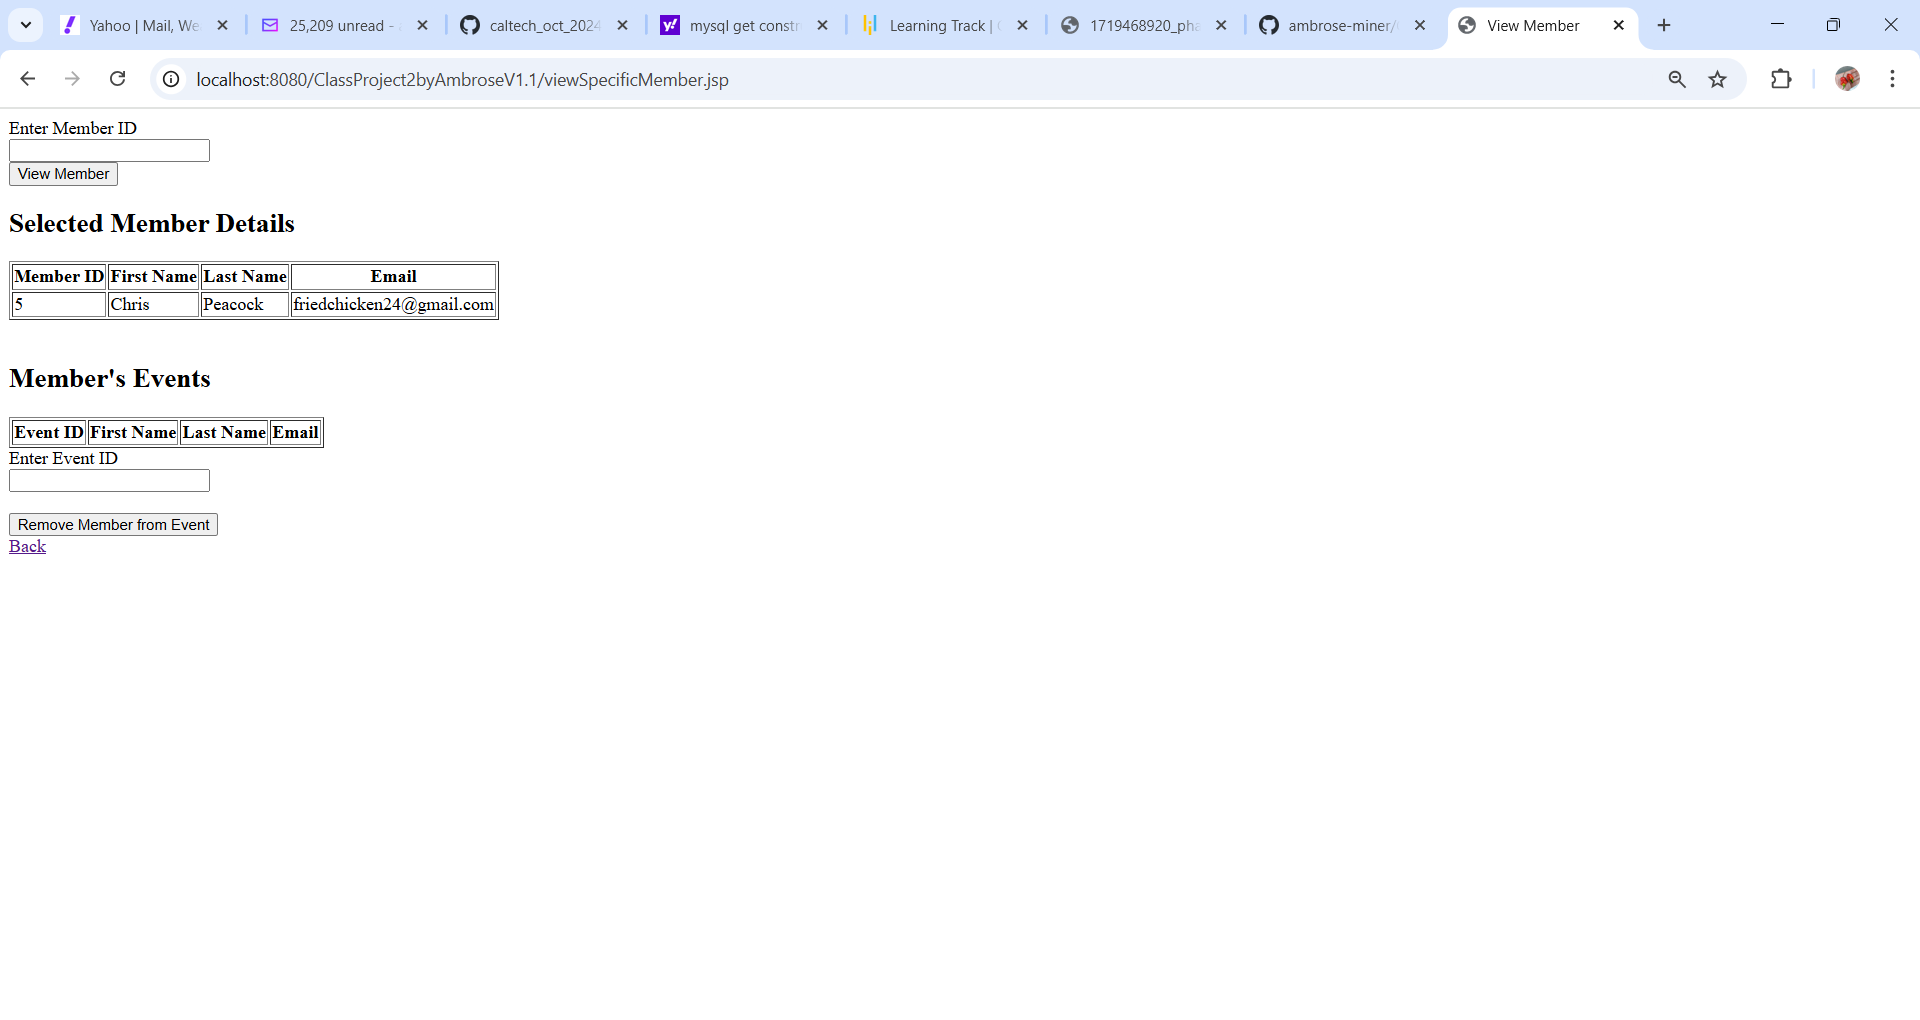 Yahoo | Mail, We
25,209 unread -
caltech_oct_2024
mysql get constr
Learning Track |
1719468920_pha
ambrose-miner/
View Member
localhost:8080/ClassProject2byAmbroseV1.1/viewSpecificMember.jsp
Enter Member ID
View Member
Selected Member Details
Member ID First Name Last Name Email
5 Chris Peacock friedchicken24@gmail.com
Member's Events
Event ID First Name Last Name Email
Enter Event ID
Remove Member from Event
Back